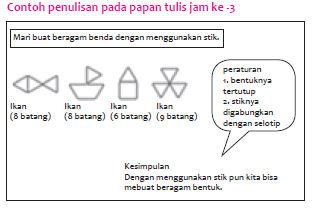 Contoh penulisan pada papan tulis jam ke -3
Mari buat beragam benda dengan menggunakan stik.
Ikan
(8 batang)
Ikan
(8 batang)
Ikan
(6 batang)
Ikan
(9 batang)
peraturan
1. bentuknya
tertutup
2. stiknya
digabungkan
dengan selotip
Kesimpulan
Dengan menggunakan stik pun kita bisa
mebuat beragam bentuk.